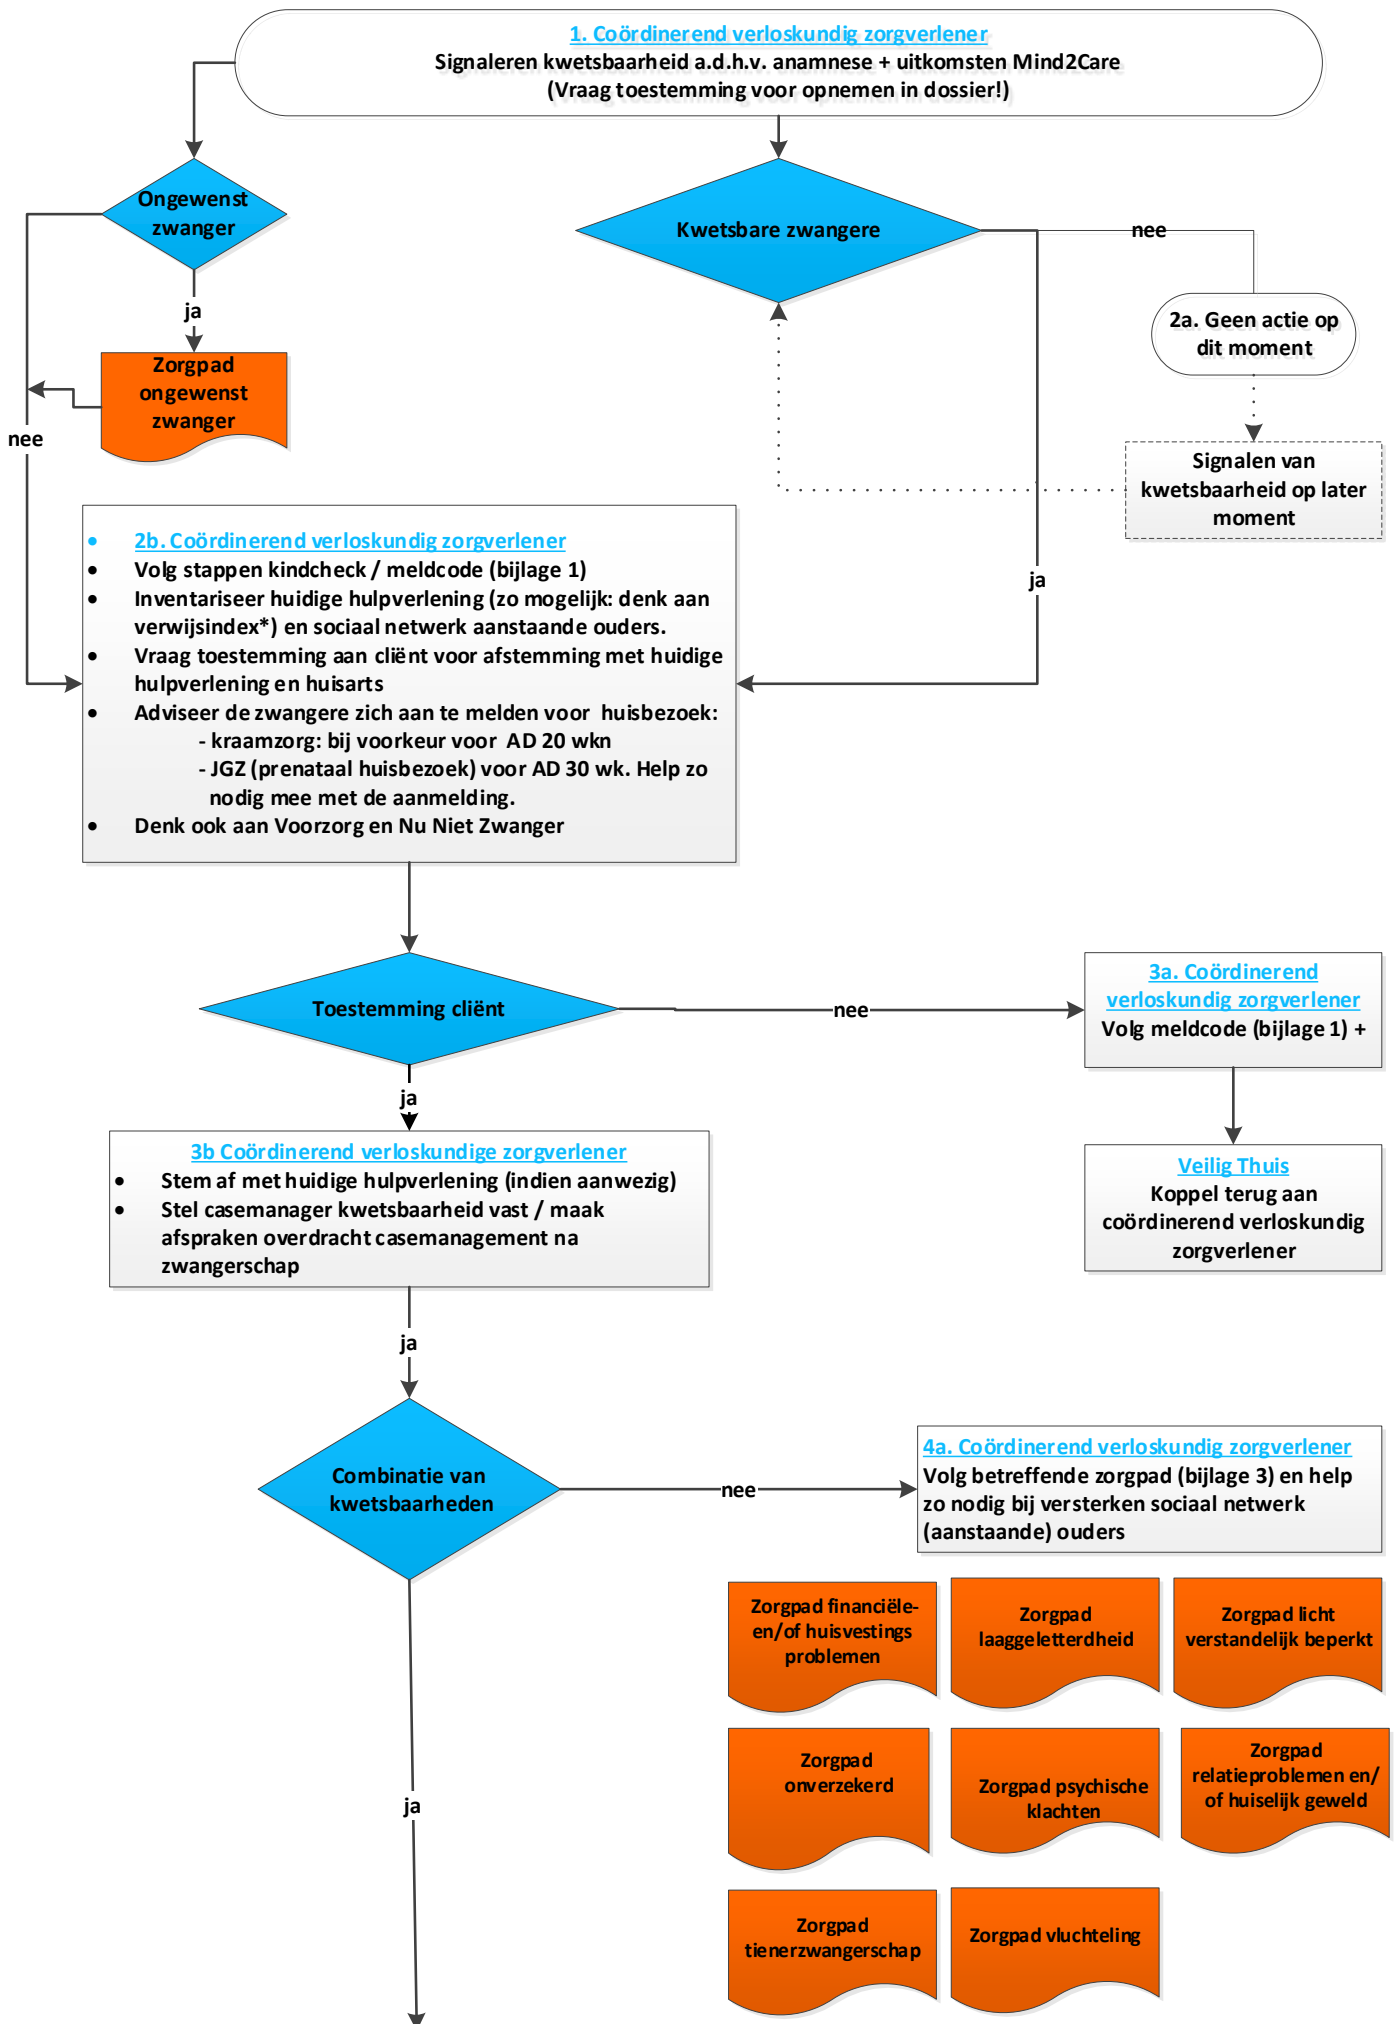 1. Coördinerend verloskundig zorgverlener
Signaleren kwetsbaarheid a.d.h.v. anamnese + uitkomsten Mind2Care
(Vraag toestemming voor opnemen in dossier!)
Ongewenst
zwanger
Kwetsbare zwangere
nee
ja
2a. Geen actie op
dit moment
Zorgpad
ongewenst
zwanger
nee
Signalen van
kwetsbaarheid op later
moment
ja
• 2b. Coördinerend verloskundig zorgverlener
• Volg stappen kindcheck / meldcode (bijlage 1)
• Inventariseer huidige hulpverlening (zo mogelijk: denk aan
verwijsindex*) en sociaal netwerk aanstaande ouders.
• Vraag toestemming aan cliënt voor afstemming met huidige
hulpverlening en huisarts
• Adviseer de zwangere zich aan te melden voor huisbezoek:
- kraamzorg: bij voorkeur voor AD 20 wkn
- JGZ (prenataal huisbezoek) voor AD 30 wk. Help zo
nodig mee met de aanmelding.
• Denk ook aan Voorzorg en Nu Niet Zwanger
Toestemming cliënt
nee
3a. Coördinerend
verloskundig zorgverlener
Volg meldcode (bijlage 1) +
ja
3b Coördinerend verloskundige zorgverlener
• Stem af met huidige hulpverlening (indien aanwezig)
• Stel casemanager kwetsbaarheid vast / maak
afspraken overdracht casemanagement na
zwangerschap
Veilig Thuis
Koppel terug aan
coördinerend verloskundig
zorgverlener
ja
Combinatie van
kwetsbaarheden
nee
4a. Coördinerend verloskundig zorgverlener
Volg betreffende zorgpad (bijlage 3) en help
zo nodig bij versterken sociaal netwerk
(aanstaande) ouders
Zorgpad financiële-
en/of huisvestings
problemen
Zorgpad
laaggeletterdheid
Zorgpad licht
verstandelijk beperkt
Zorgpad
onverzekerd
Zorgpad psychische
klachten
Zorgpad
relatieproblemen en/
of huiselijk geweld
ja
Zorgpad
tienerzwangerschap
Zorgpad vluchteling